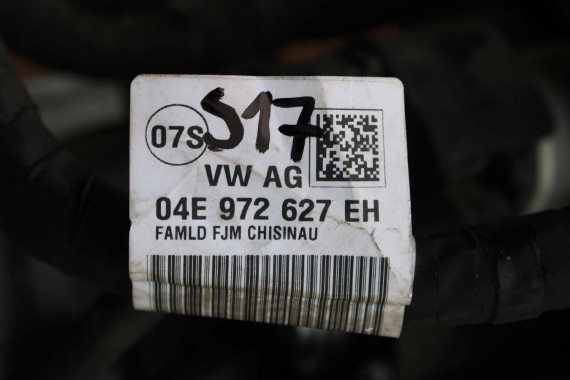 S17
07S
VW AG
04E 972 627 EH
FAMLD FJM CHISINAU